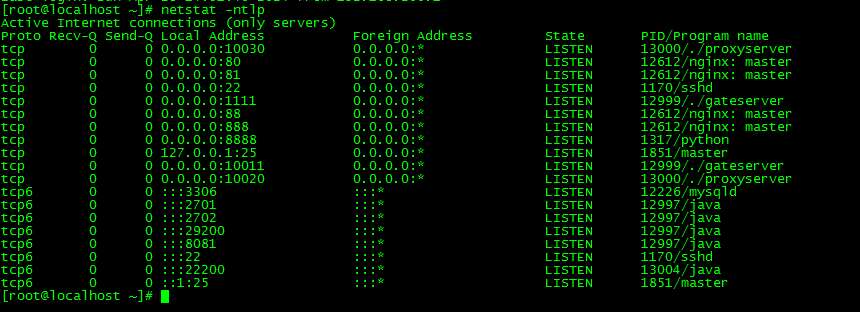 [root@localhost ~]# netstat -ntlp
Active Internet connections (only servers)
Proto Recv-Q Send-Q Local Address           Foreign Address         State       PID/Program name
tcp        0      0 0.0.0.0:10030           0.0.0.0:*               LISTEN      13000/./proxyserver
tcp        0      0 0.0.0.0:80              0.0.0.0:*               LISTEN      12612/nginx: master
tcp        0      0 0.0.0.0:81              0.0.0.0:*               LISTEN      12612/nginx: master
tcp        0      0 0.0.0.0:22              0.0.0.0:*               LISTEN      1170/sshd
tcp        0      0 0.0.0.0:1111            0.0.0.0:*               LISTEN      12999/./gateserver
tcp        0      0 0.0.0.0:88              0.0.0.0:*               LISTEN      12612/nginx: master
tcp        0      0 0.0.0.0:888             0.0.0.0:*               LISTEN      12612/nginx: master
tcp        0      0 0.0.0.0:8888            0.0.0.0:*               LISTEN      1317/python
tcp        0      0 127.0.0.1:25            0.0.0.0:*               LISTEN      1851/master
tcp        0      0 0.0.0.0:10011           0.0.0.0:*               LISTEN      12999/./gateserver
tcp        0      0 0.0.0.0:10020           0.0.0.0:*               LISTEN      13000/./proxyserver
tcp6       0      0 :::3306                 :::*                    LISTEN      12226/mysqld
tcp6       0      0 :::2701                 :::*                    LISTEN      12997/java
tcp6       0      0 :::2702                 :::*                    LISTEN      12997/java
tcp6       0      0 :::29200                :::*                    LISTEN      12997/java
tcp6       0      0 :::8081                 :::*                    LISTEN      12997/java
tcp6       0      0 :::22                   :::*                    LISTEN      1170/sshd
tcp6       0      0 :::22200                :::*                    LISTEN      13004/java
tcp6       0      0 ::1:25                  :::*                    LISTEN      1851/master
[root@localhost ~]#